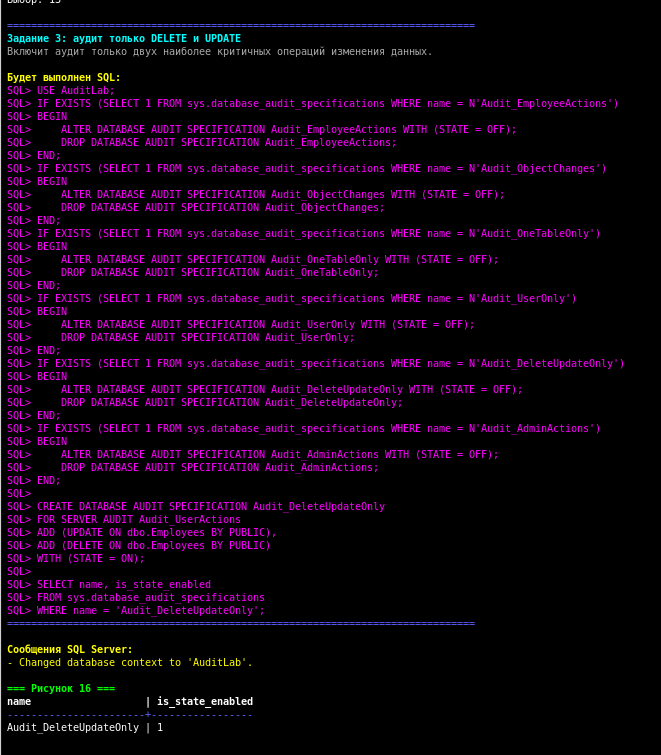 Выбор: 15
================================================================================
Задание 3: аудит только DELETE и UPDATE
Включит аудит только двух наиболее критичных операций изменения данных.

Будет выполнен SQL:
SQL> USE AuditLab;
SQL> IF EXISTS (SELECT 1 FROM sys.database_audit_specifications WHERE name = N'Audit_EmployeeActions')
SQL> BEGIN
SQL>     ALTER DATABASE AUDIT SPECIFICATION Audit_EmployeeActions WITH (STATE = OFF);
SQL>     DROP DATABASE AUDIT SPECIFICATION Audit_EmployeeActions;
SQL> END;
SQL> IF EXISTS (SELECT 1 FROM sys.database_audit_specifications WHERE name = N'Audit_ObjectChanges')
SQL> BEGIN
SQL>     ALTER DATABASE AUDIT SPECIFICATION Audit_ObjectChanges WITH (STATE = OFF);
SQL>     DROP DATABASE AUDIT SPECIFICATION Audit_ObjectChanges;
SQL> END;
SQL> IF EXISTS (SELECT 1 FROM sys.database_audit_specifications WHERE name = N'Audit_OneTableOnly')
SQL> BEGIN
SQL>     ALTER DATABASE AUDIT SPECIFICATION Audit_OneTableOnly WITH (STATE = OFF);
SQL>     DROP DATABASE AUDIT SPECIFICATION Audit_OneTableOnly;
SQL> END;
SQL> IF EXISTS (SELECT 1 FROM sys.database_audit_specifications WHERE name = N'Audit_UserOnly')
SQL> BEGIN
SQL>     ALTER DATABASE AUDIT SPECIFICATION Audit_UserOnly WITH (STATE = OFF);
SQL>     DROP DATABASE AUDIT SPECIFICATION Audit_UserOnly;
SQL> END;
SQL> IF EXISTS (SELECT 1 FROM sys.database_audit_specifications WHERE name = N'Audit_DeleteUpdateOnly')
SQL> BEGIN
SQL>     ALTER DATABASE AUDIT SPECIFICATION Audit_DeleteUpdateOnly WITH (STATE = OFF);
SQL>     DROP DATABASE AUDIT SPECIFICATION Audit_DeleteUpdateOnly;
SQL> END;
SQL> IF EXISTS (SELECT 1 FROM sys.database_audit_specifications WHERE name = N'Audit_AdminActions')
SQL> BEGIN
SQL>     ALTER DATABASE AUDIT SPECIFICATION Audit_AdminActions WITH (STATE = OFF);
SQL>     DROP DATABASE AUDIT SPECIFICATION Audit_AdminActions;
SQL> END;
SQL>
SQL> CREATE DATABASE AUDIT SPECIFICATION Audit_DeleteUpdateOnly
SQL> FOR SERVER AUDIT Audit_UserActions
SQL> ADD (UPDATE ON dbo.Employees BY PUBLIC),
SQL> ADD (DELETE ON dbo.Employees BY PUBLIC)
SQL> WITH (STATE = ON);
SQL>
SQL> SELECT name, is_state_enabled
SQL> FROM sys.database_audit_specifications
SQL> WHERE name = 'Audit_DeleteUpdateOnly';
================================================================================

Сообщения SQL Server:
- Changed database context to 'AuditLab'.

=== Рисунок 16 ===
name                   | is_state_enabled
-----------------------+-----------------
Audit_DeleteUpdateOnly | 1